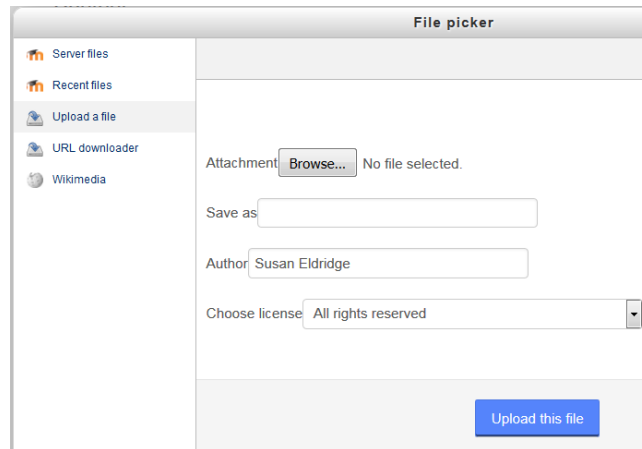 File picker
Server files
Recent files
Upload a file
URL downloader
Wikimedia
Attachment Browse... No file selected.
Save as
Author Susan Eldridge
Choose license All rights reserved
Upload this file